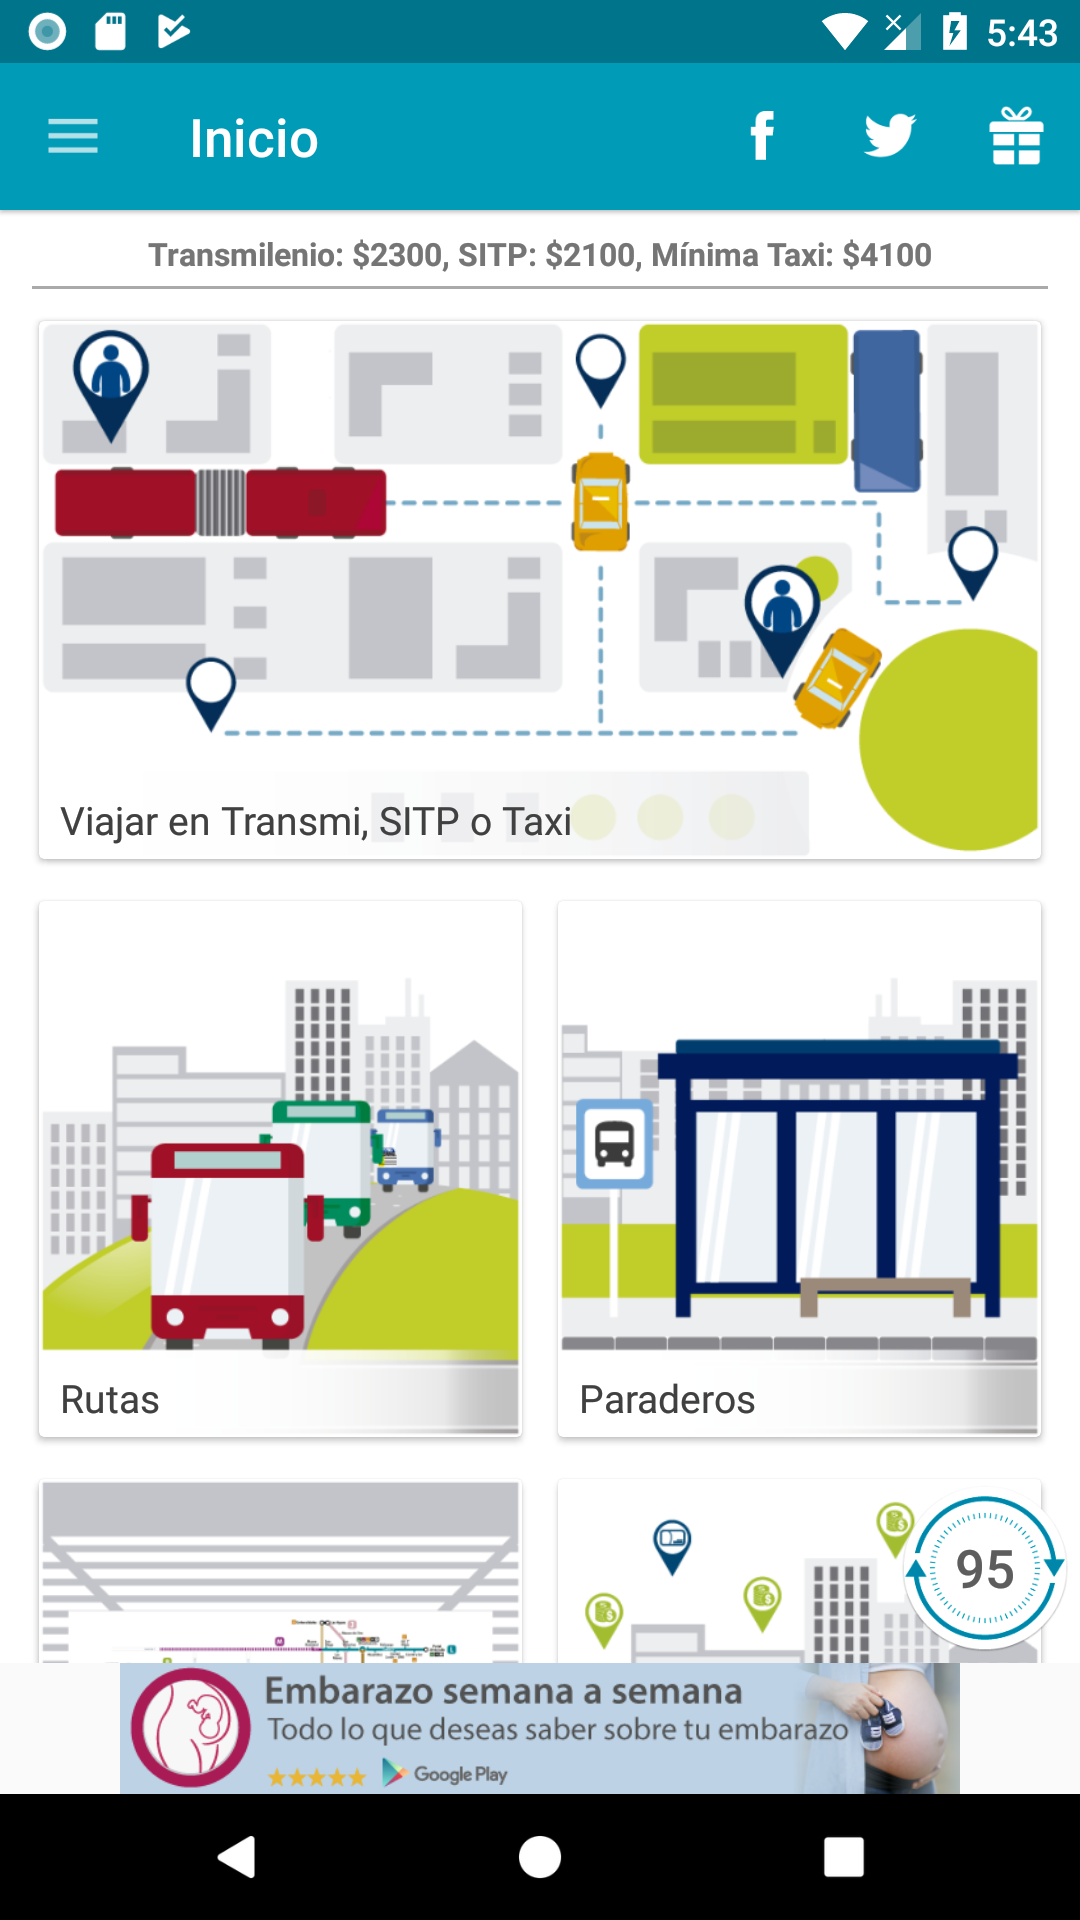 5:43
Inicio
Transmilenio: $2300, SITP: $2100, Mínima Taxi: $4100
Viajar en Transmi, SITP o Taxi
Rutas
Paraderos
95
Embarazo semana a semana
Todo lo que deseas saber sobre tu embarazo
Google Play